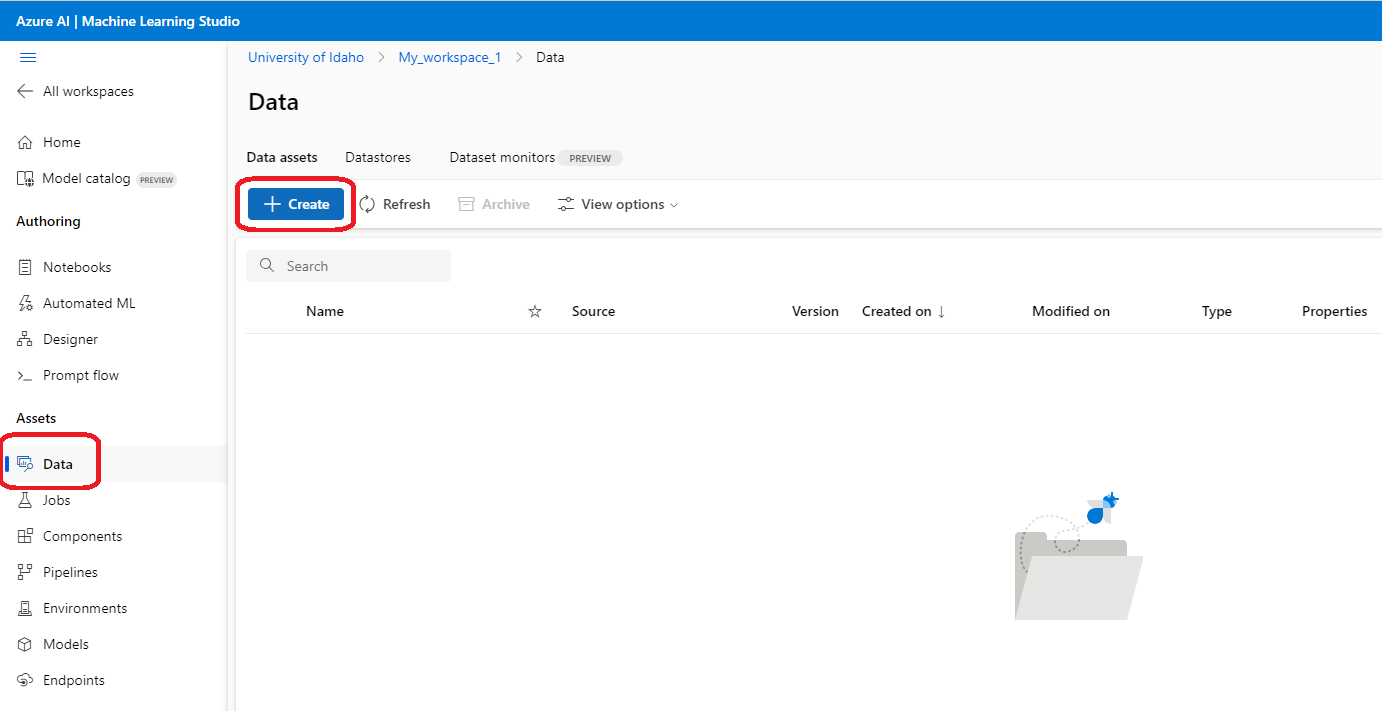 Azure AI | Machine Learning Studio
All workspaces
Home
Model catalog PREVIEW
Authoring
Notebooks
Automated ML
Designer
Prompt flow
Assets
Data
Jobs
Components
Pipelines
Environments
Models
Endpoints
University of Idaho > My_workspace_1 > Data
Data
Data assets Datastores Dataset monitors PREVIEW
+ Create Refresh Archive View options
Search
Name Source Version Created on ↓ Modified on Type Properties